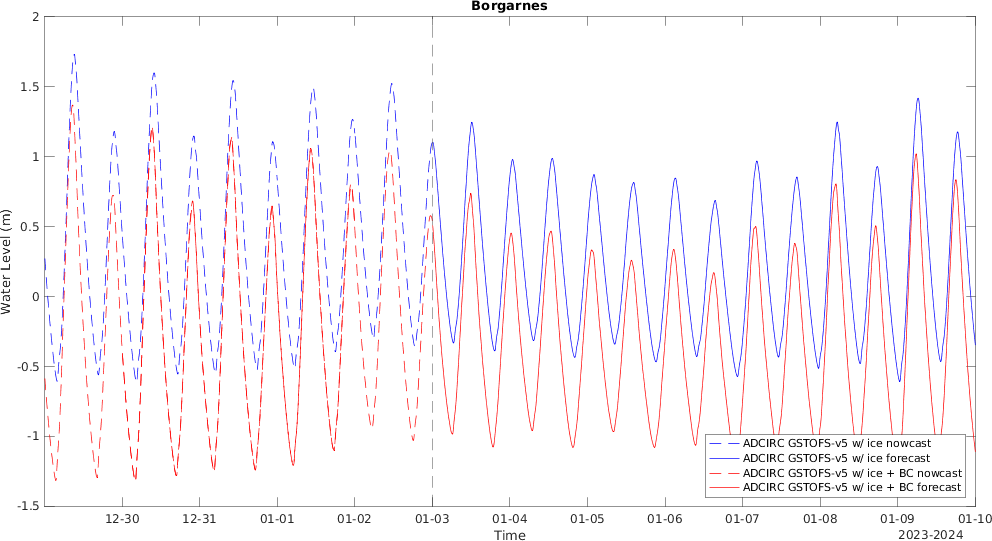 Borgarnes
2
1.5
1
0.5
0
-0.5
-1
-1.5
Water Level (m)
ADCIRC GSTOFS-v5 w/ ice nowcast
ADCIRC GSTOFS-v5 w/ ice forecast
ADCIRC GSTOFS-v5 w/ ice + BC nowcast
ADCIRC GSTOFS-v5 w/ ice + BC forecast
12-30 12-31 01-01 01-02 01-03 01-04 01-05 01-06 01-07 01-08 01-09 01-10
Time
2023-2024